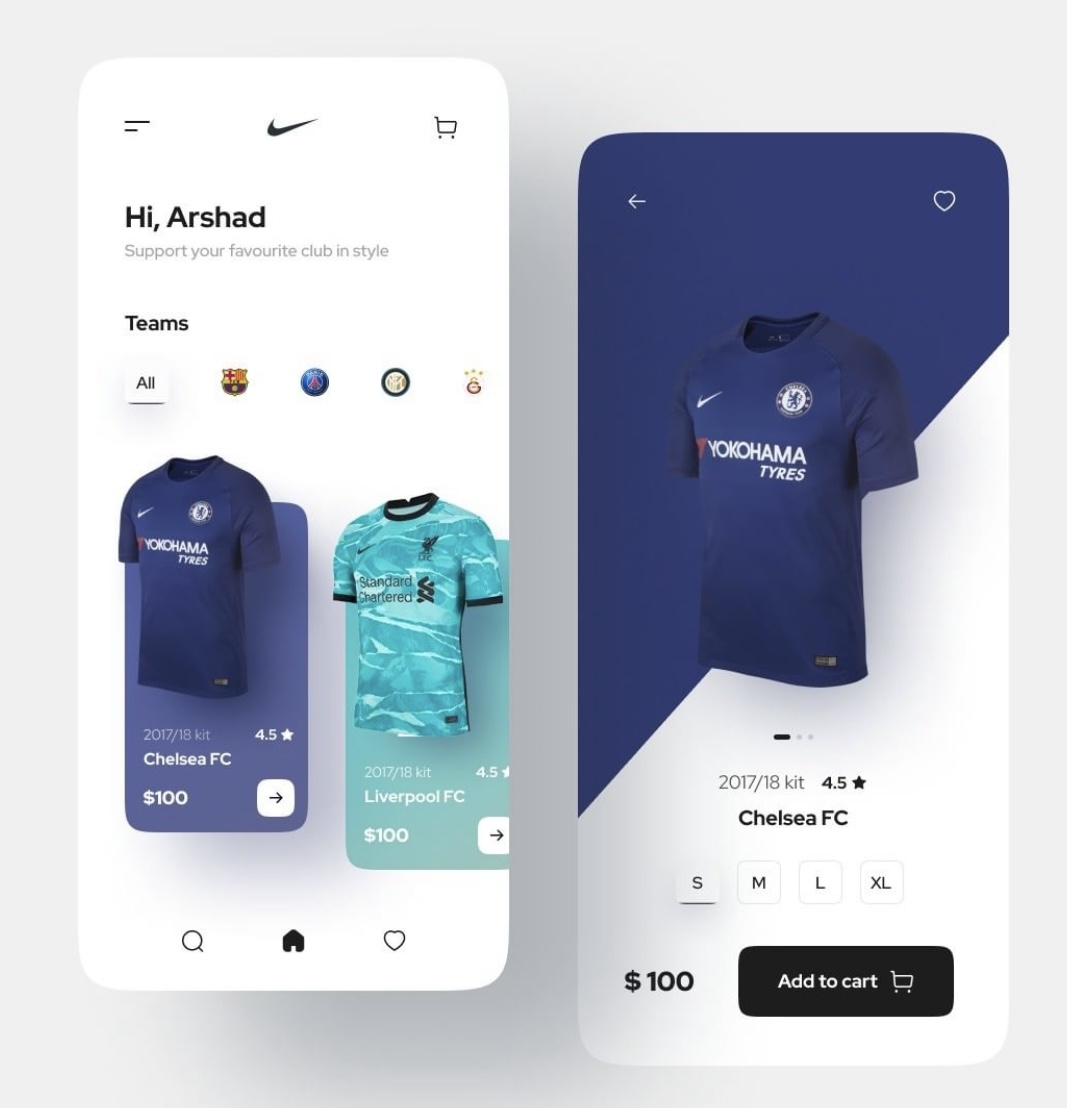 Hi, Arshad
Support your favourite club in style
Teams
All
YOKOHAMA
TYRES
2017/18 kit 4.5
Chelsea FC
$100
Standard
Chartered
2017/18 kit 4.5
Liverpool FC
$100
CHELSEA
YOKOHAMA
TYRES
2017/18 kit 4.5
Chelsea FC
S M L XL
$ 100 Add to cart